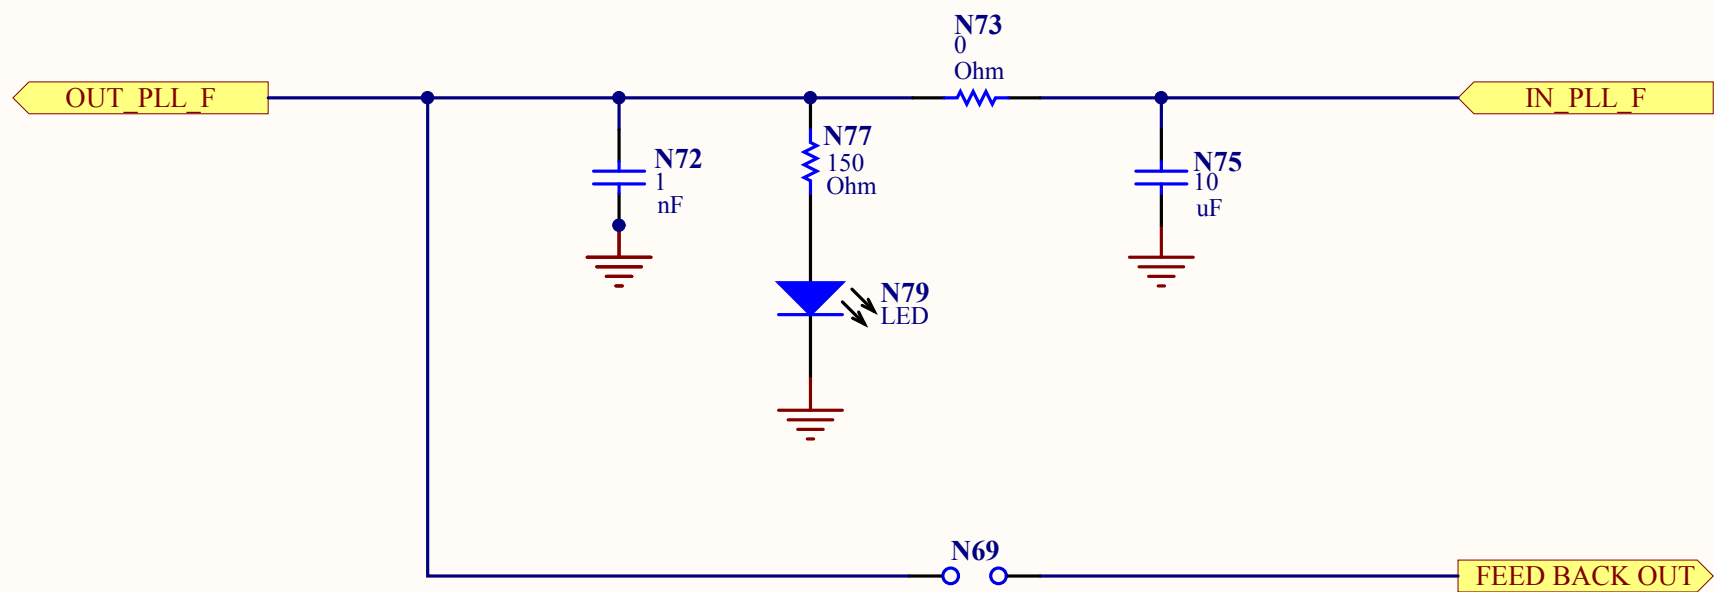 N73
0
Ohm
OUT_PLL_F
IN_PLL_F
N77
150
Ohm
N72
1
nF
N75
10
uF
N79
LED
N69
FEED BACK OUT